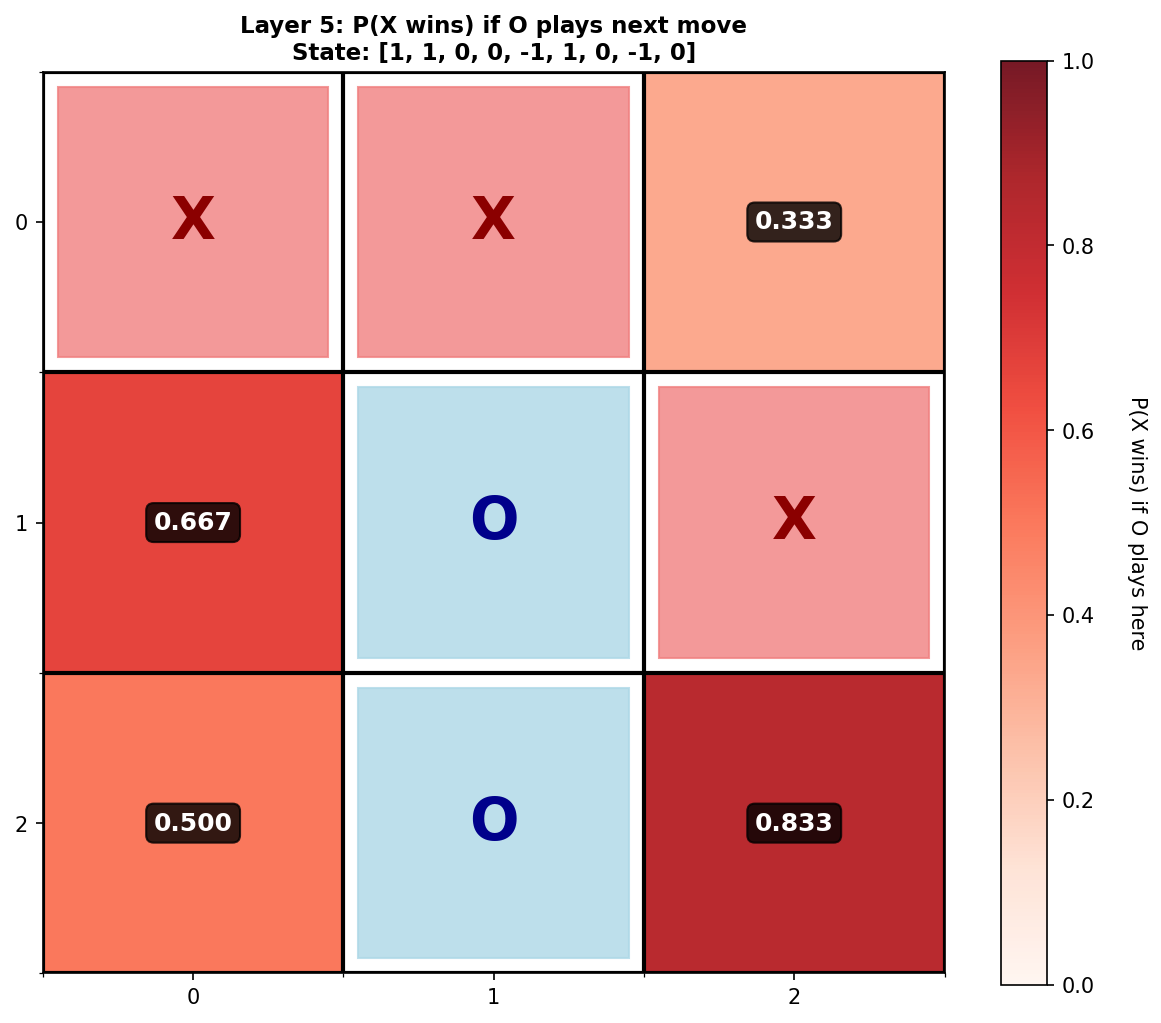 Layer 5: P(X wins) if O plays next move
State: [1, 1, 0, 0, -1, 1, 0, -1, 0]
X
X
0.333
0.667
O
X
0.500
O
0.833
0
1
2
0
1
2
1.0
0.8
0.6
0.4
0.2
0.0
P(X wins) if O plays here